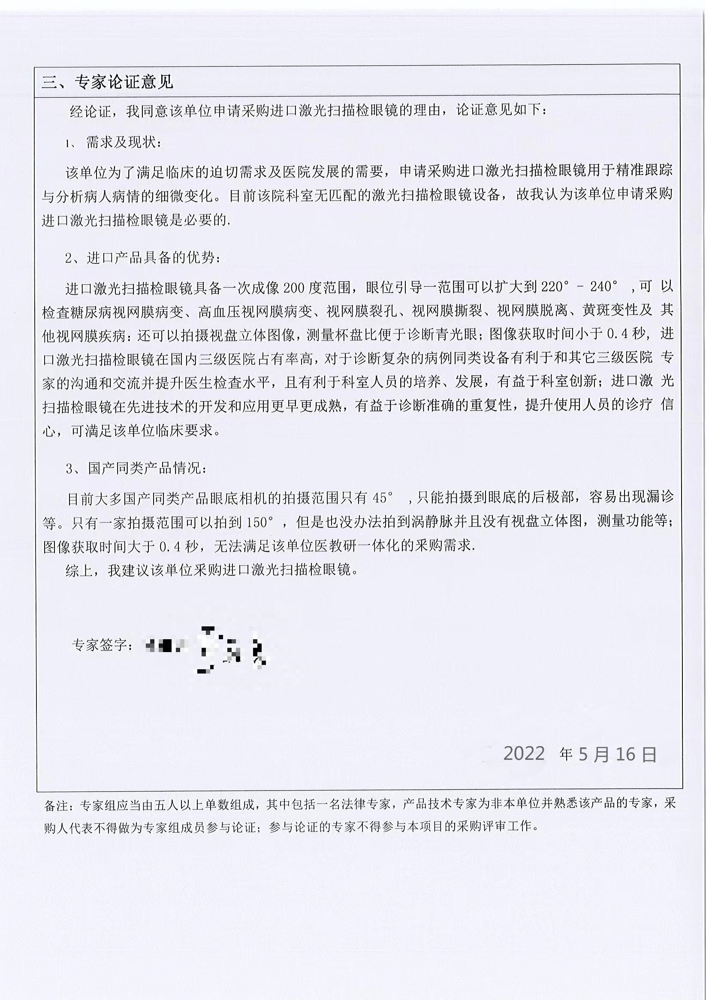 三、专家论证意见
经论证，我同意该单位申请采购进口激光扫描检眼镜的理由，论证意见如下：
1、 需求及现状：
该单位为了满足临床的迫切需求及医院发展的需要，申请采购进口激光扫描检眼镜用于精准跟踪
与分析病人病情的细微变化。目前该院科室无匹配的激光扫描检眼镜设备，故我认为该单位申请采购
进口激光扫描检眼镜是必要的.
2、进口产品具备的优势：
进口激光扫描检眼镜具备一次成像 200 度范围，眼位引导一范围可以扩大到 220°- 240° ,可 以
检查糖尿病视网膜病变、高血压视网膜病变、视网膜裂孔、视网膜撕裂、视网膜脱离、黄斑变性及 其
他视网膜疾病：还可以拍摄视盘立体图像，测量杯盘比便于诊断青光眼；图像获取时间小于 0.4 秒, 进
口激光扫描检眼镜在国内三级医院占有率高，对于诊断复杂的病例同类设备有利于和其它三级医院 专
家的沟通和交流并提升医生检查水平，且有利于科室人员的培养、发展，有益于科室创新；进口激 光
扫描检眼镜在先进技术的开发和应用更早更成熟，有益于诊断准确的重复性，提升使用人员的诊疗 信
心，可满足该单位临床要求。
3、国产同类产品情况：
目前大多国产同类产品眼底相机的拍摄范围只有 45° ,只能拍摄到眼底的后极部，容易出现漏诊
等。只有一家拍摄范围可以拍到 150° ，但是也没办法拍到涡静脉并且没有视盘立体图，测量功能等；
图像获取时间大于 0.4 秒，无法满足该单位医教研一体化的采购需求.
综上，我建议该单位采购进口激光扫描检眼镜。
专家签字：
2022 年 5 月 16 日
备注：专家组应当由五人以上单数组成，其中包括一名法律专家，产品技术专家为非本单位并熟悉该产品的专家，采
购人代表不得做为专家组成员参与论证；参与论证的专家不得参与本项目的采购评审工作。